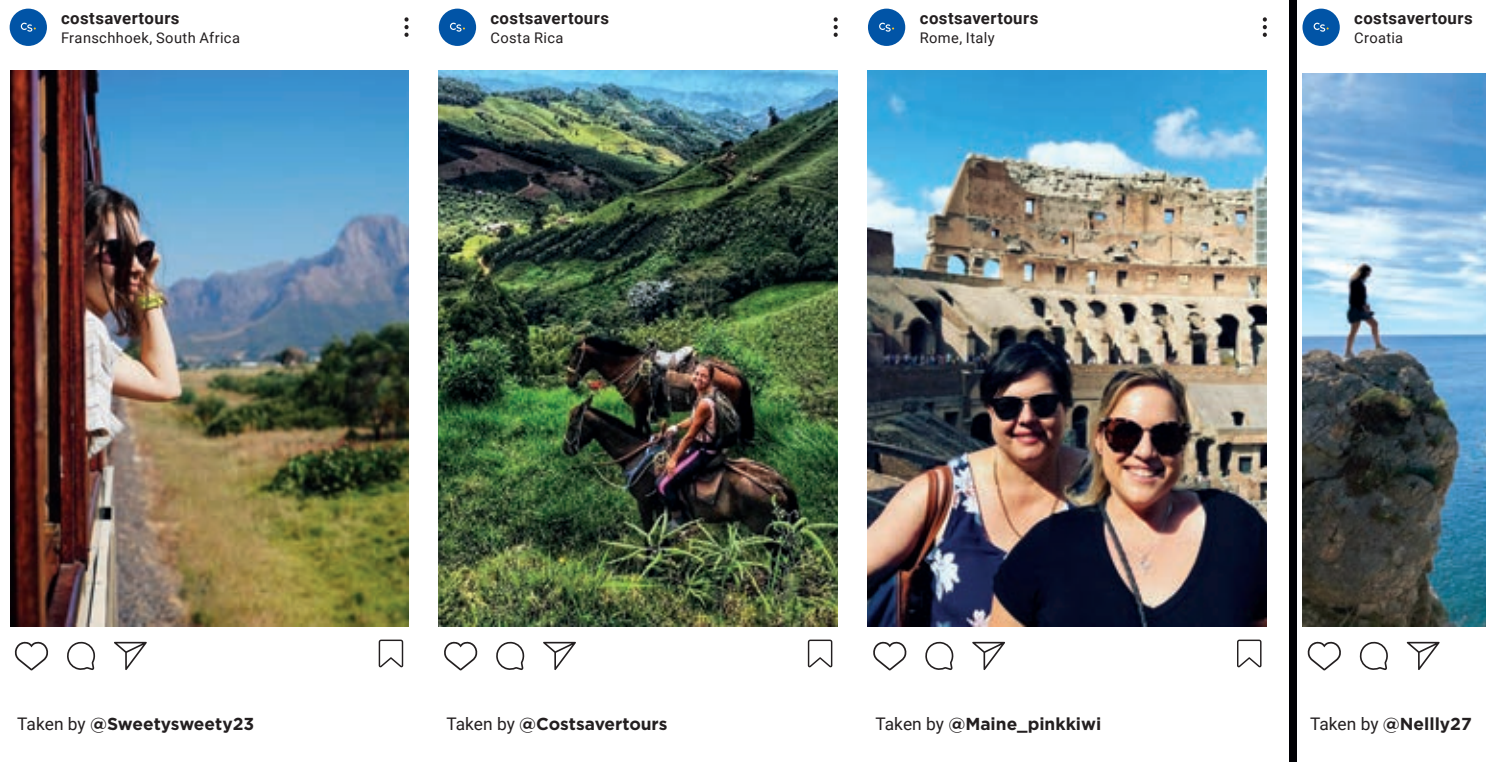 CS.
costsavertours
Franschhoek, South Africa
Taken by @Sweetysweety23
CS.
costsavertours
Costa Rica
Taken by @Costsavertours
CS.
costsavertours
Rome, Italy
Taken by @Maine_pinkkiwi
CS.
costsavertours
Croatia
Taken by @Nellly27